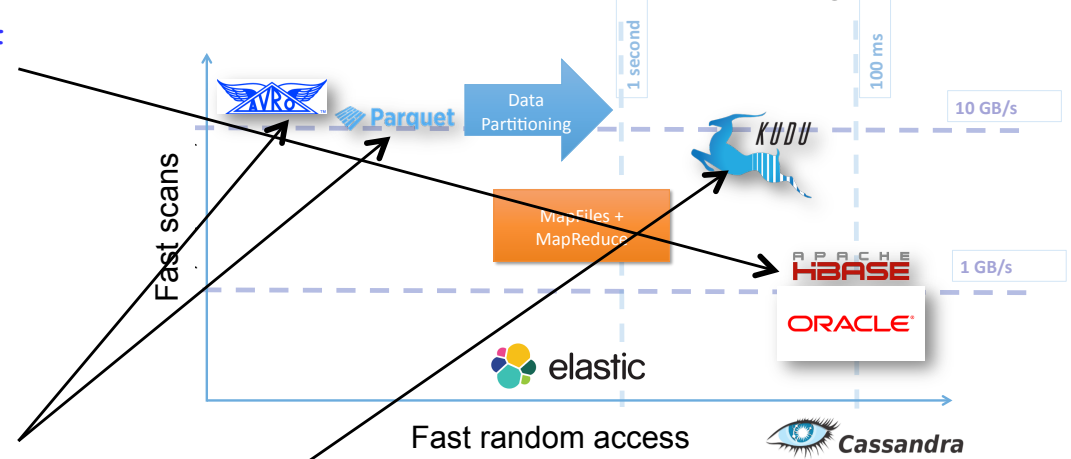 :
1 second
100 ms
AVRO
™
Parquet
Data
Partitioning
10 GB/s
KUDU
Fast scans
MapFiles +
MapReduce
APACHE
HBASE
1 GB/s
ORACLE®
elastic
Fast random access
Cassandra